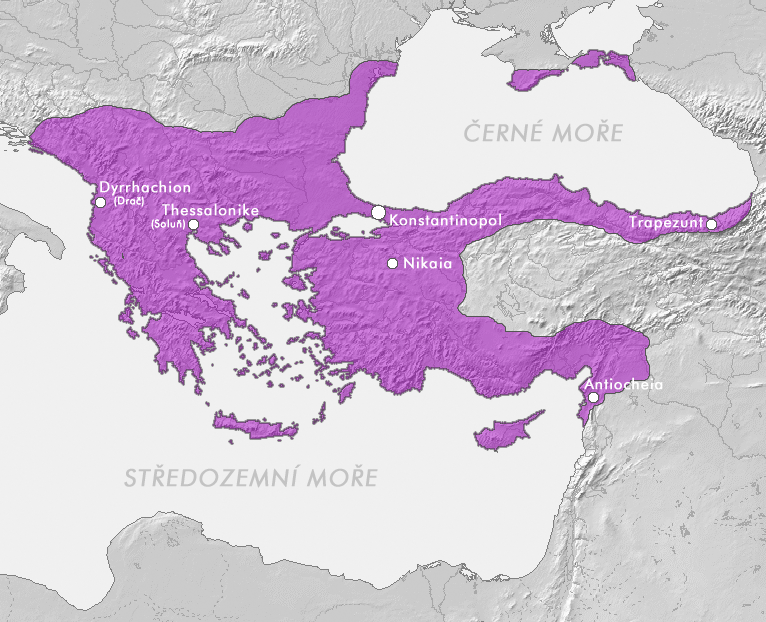 ČERNÉ MOŘE
Dyrrhachion
(Drač)
Thessalonike
(Soluň)
Konstantinopol
Trapezunt
Nikaia
Antiocheia
STŘEDOZEMNÍ MOŘE